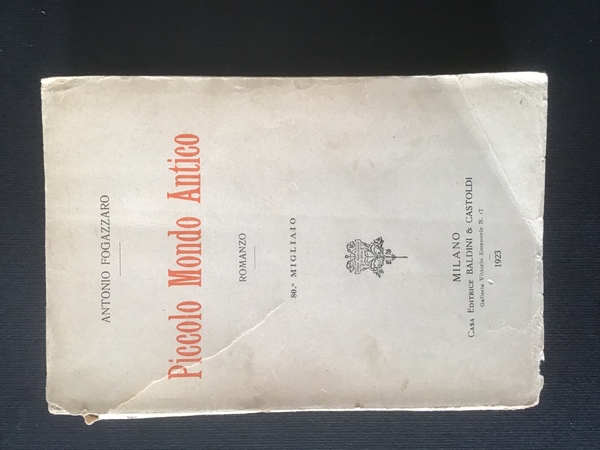 ANTONIO FOGAZZARO
Piccolo Mondo Antico
ROMANZO
80.° MIGLIAIO
MILANO
CASA EDITRICE BALDINI & CASTOLDI
Galleria Vittorio Emanuele N. 17
1923